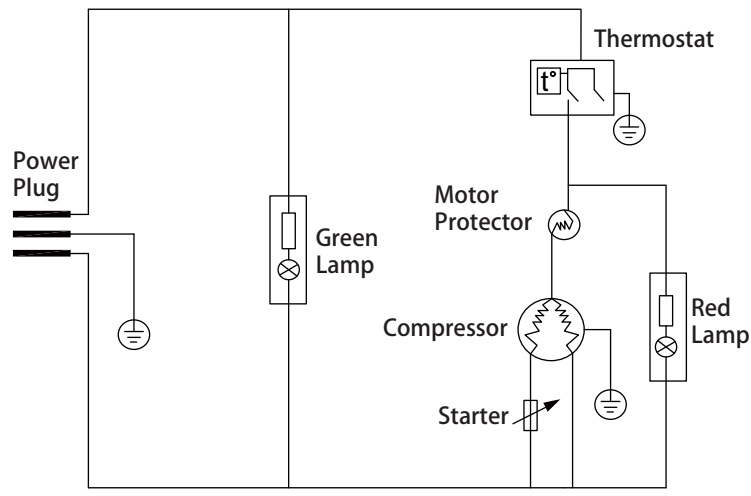 Thermostat
t°
Power
Plug
Motor
Protector
Green
Lamp
Compressor
Red
Lamp
Starter